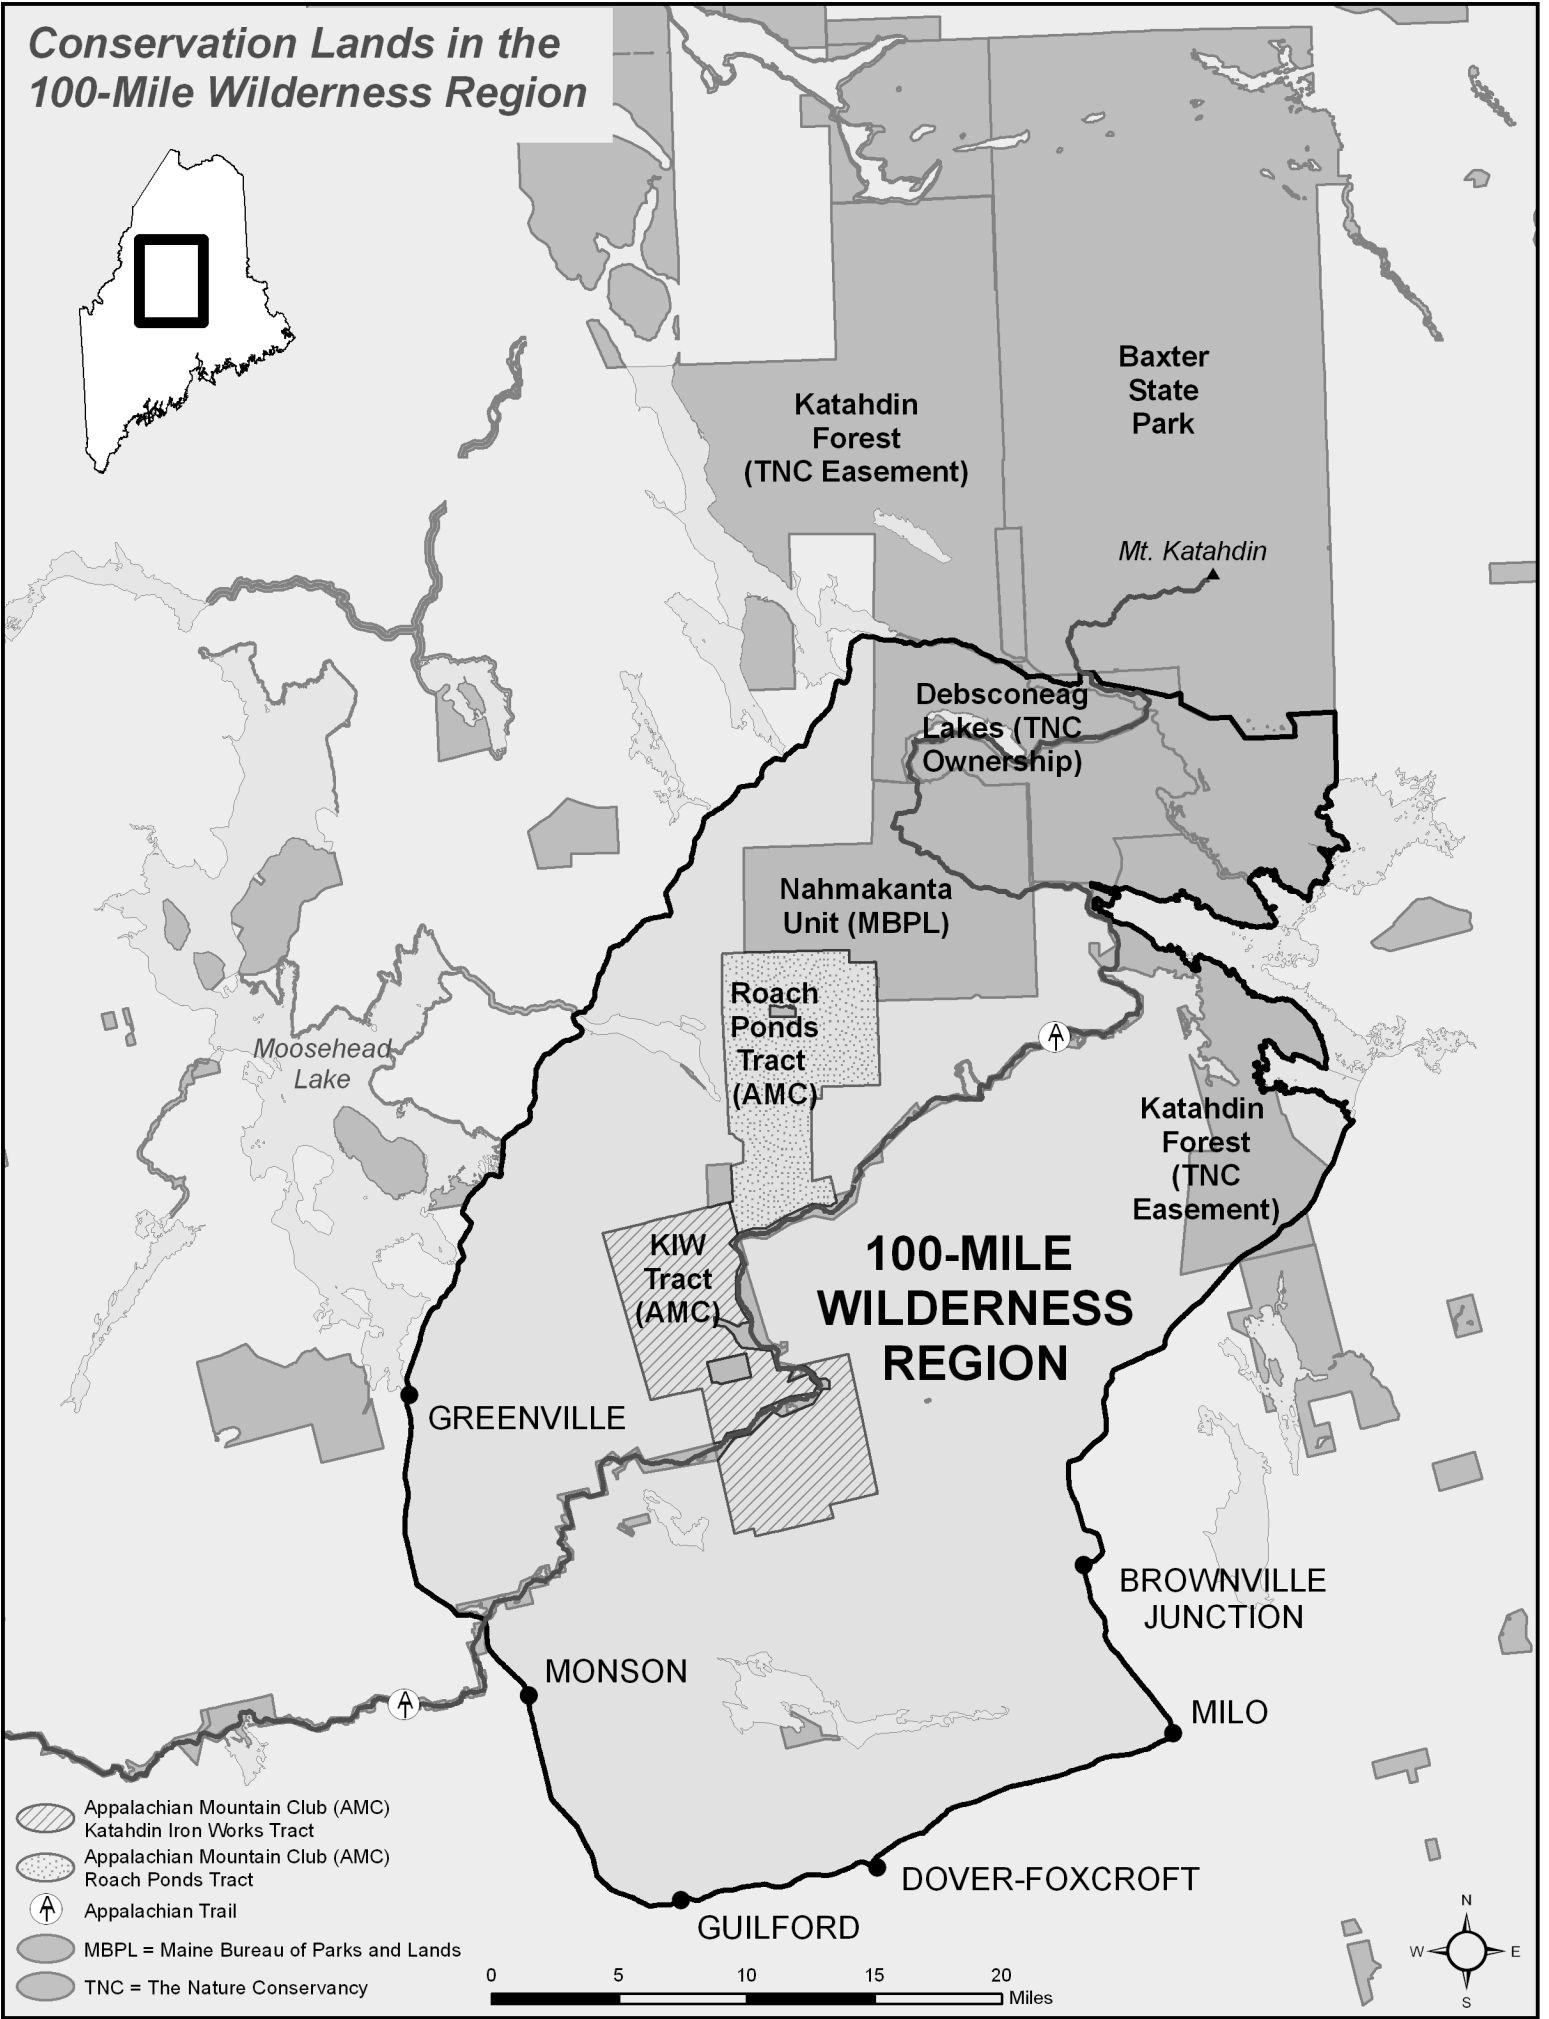 Conservation Lands in the
100-Mile Wilderness Region
Baxter
State
Park
Katahdin
Forest
(TNC Easement)
Mt. Katahdin
Debsconeag
Lakes (TNC
Ownership)
Nahmakanta
Unit (MBPL)
Roach
Ponds
Tract
(AMC)
Moosehead
Lake
Katahdin
Forest
(TNC
Easement)
KIW
Tract
(AMC)
100-MILE
WILDERNESS
REGION
GREENVILLE
BROWNVILLE
JUNCTION
MONSON
MILO
DOVER-FOXCROFT
GUILFORD
Appalachian Mountain Club (AMC)
Katahdin Iron Works Tract
Appalachian Mountain Club (AMC)
Roach Ponds Tract
Appalachian Trail
MBPL = Maine Bureau of Parks and Lands
TNC = The Nature Conservancy
0 5 10 15 20
Miles
N
W E
S